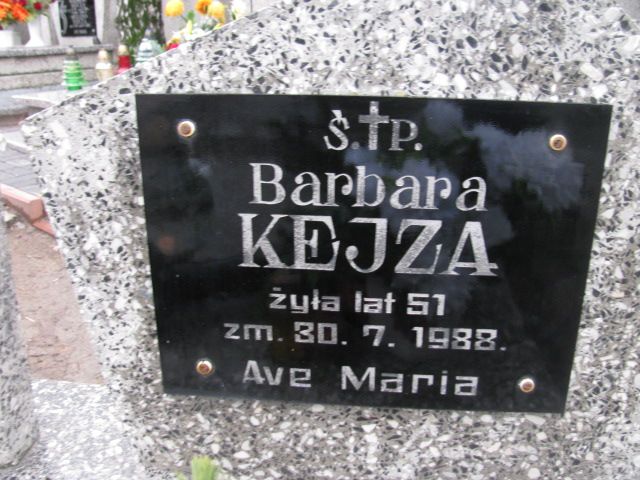 Ś.†P.
Barbara
KEJZA
żyła lat 51
zm. 30. 7. 1988.
Ave Maria